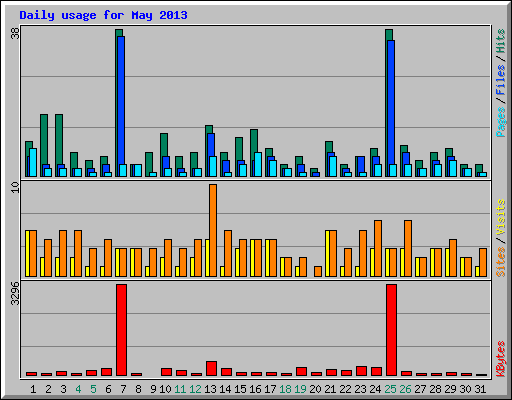 Daily usage for May 2013
38
Pages / Files / Hits
10
Sites / Visits
3296
KBytes
1 2 3 4 5 6 7 8 9 10 11 12 13 14 15 16 17 18 19 20 21 22 23 24 25 26 27 28 29 30 31